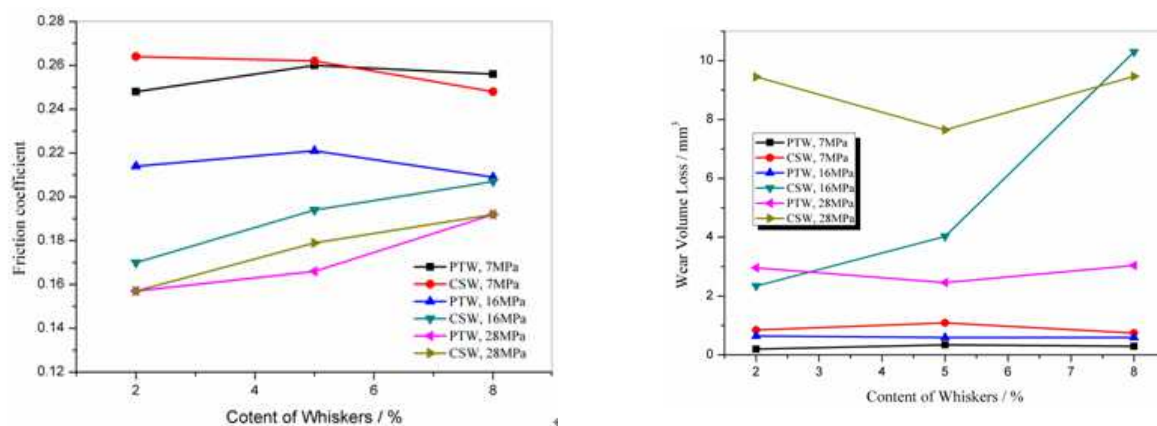 0.28
0.26
0.24
0.22
0.20
0.18
0.16
0.14
0.12
Friction coefficient
2 4 6 8
Cotent of Whiskers / %
PTW, 7MPa
CSW, 7MPa
PTW, 16MPa
CSW, 16MPa
PTW, 28MPa
CSW, 28MPa
10
8
6
4
2
0
Wear Volume Loss / mm³
2 3 4 5 6 7 8
Content of Whiskers / %
PTW, 7MPa
CSW, 7MPa
PTW, 16MPa
CSW, 16MPa
PTW, 28MPa
CSW, 28MPa